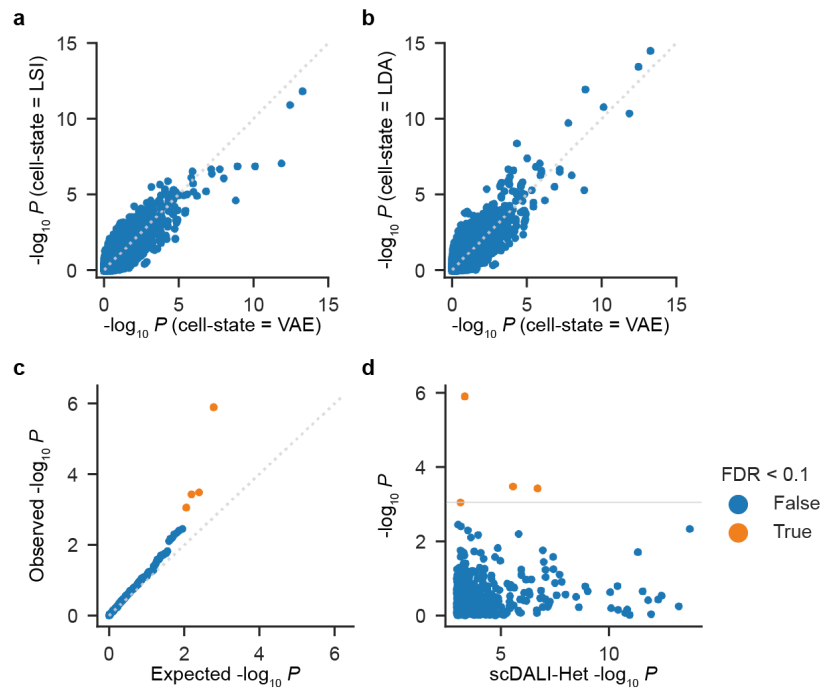 a
15
10
5
0
-log10 P (cell-state = LSI)
0 5 10 15
-log10 P (cell-state = VAE)
b
15
10
5
0
-log10 P (cell-state = LDA)
0 5 10 15
-log10 P (cell-state = VAE)
c
6
4
2
0
Observed -log10 P
0 2 4 6
Expected -log10 P
d
6
4
2
0
-log10 P
5 10
scDALI-Het -log10 P
FDR < 0.1
False
True